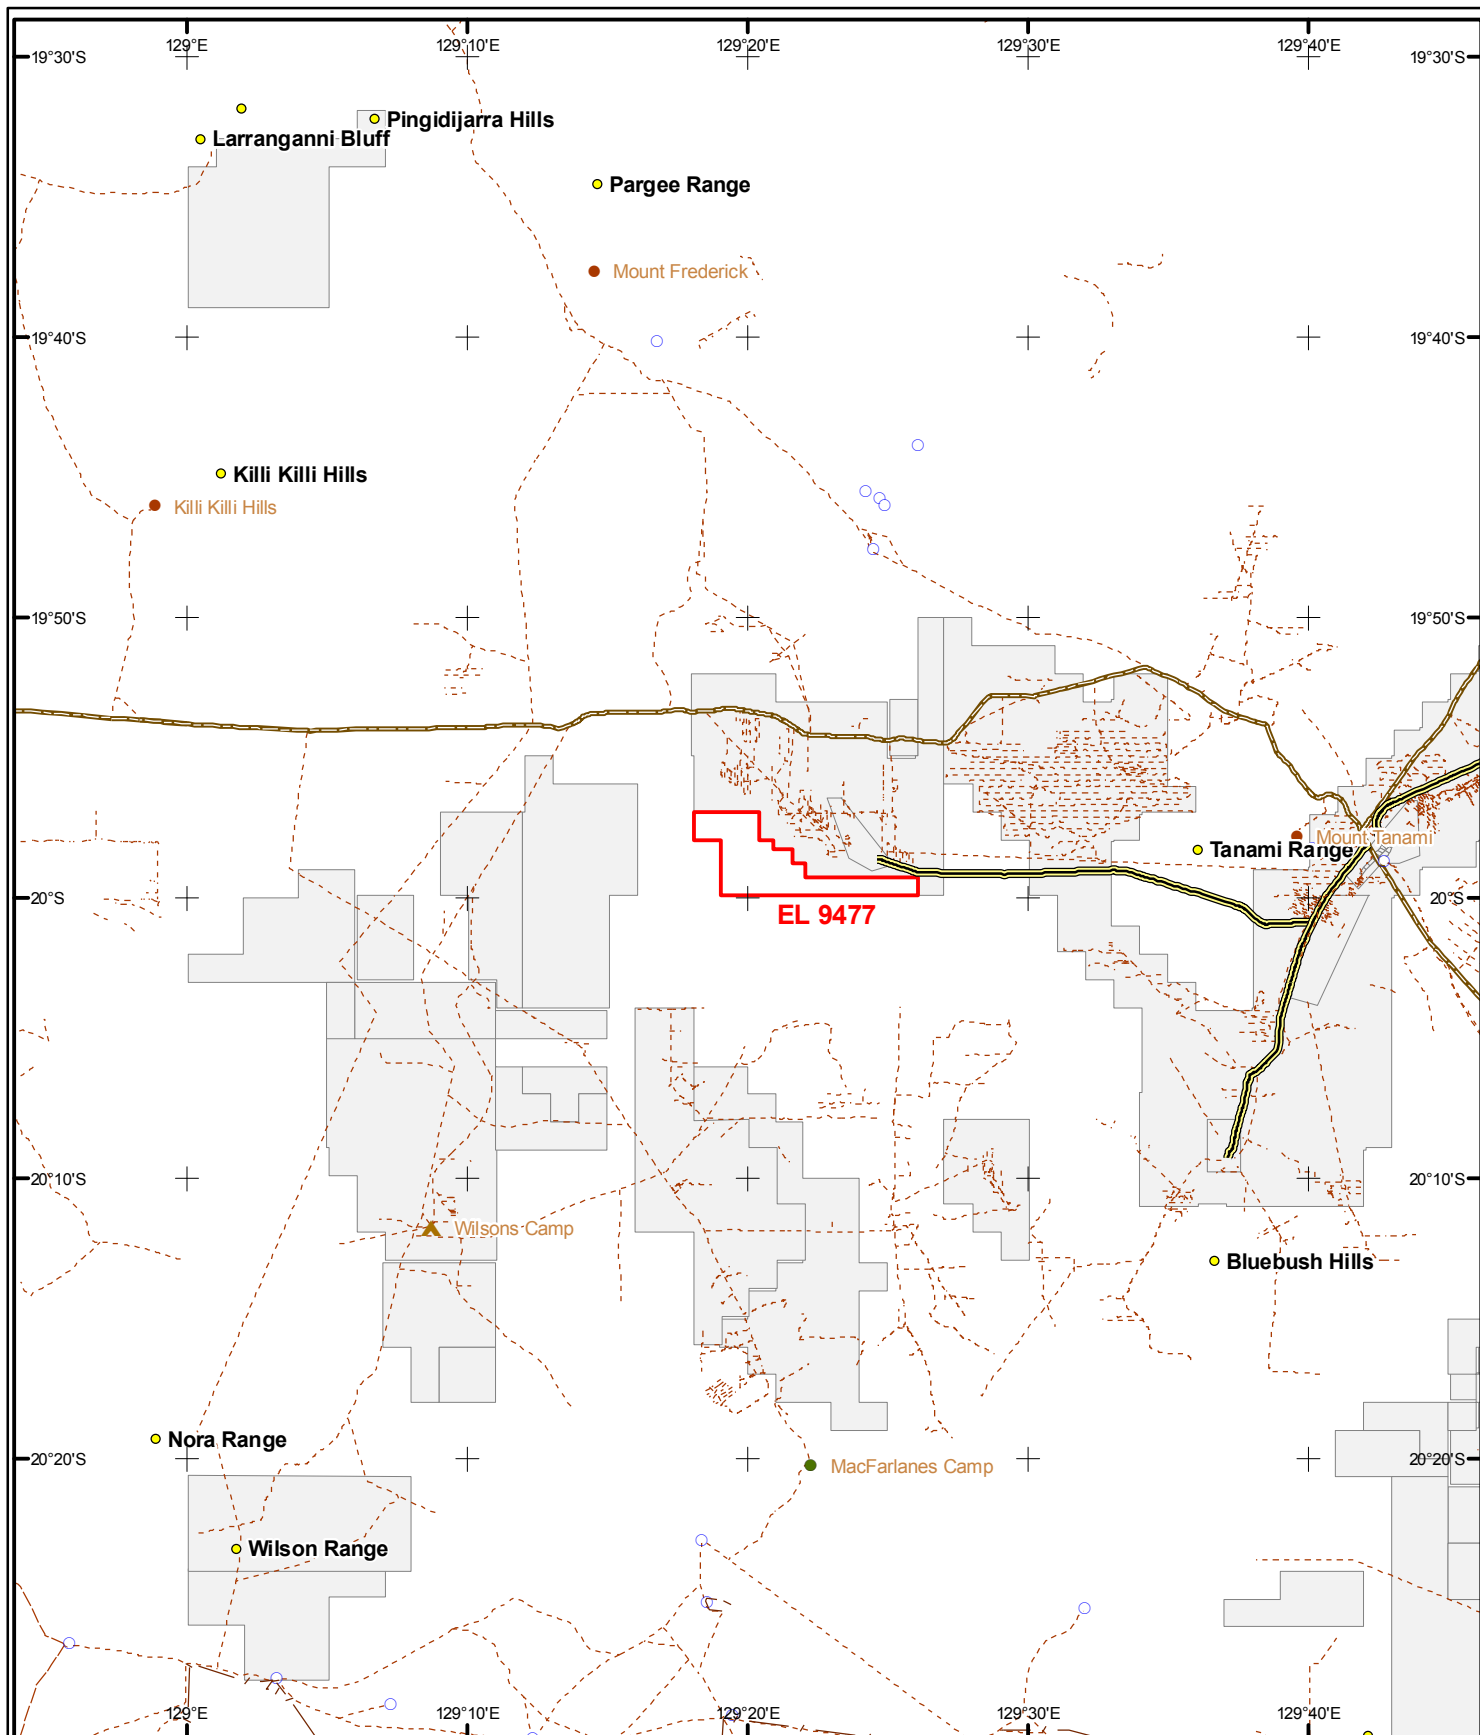 129°E 129°10'E 129°20'E 129°30'E 129°40'E
19°30'S 19°30'S
Pingidijarra Hills
Larranganni Bluff
Pargee Range
Mount Frederick
19°40'S 19°40'S
Killi Killi Hills
Killi Killi Hills
19°50'S 19°50'S
Mount Tanami
Tanami Range
20°S 20°S
EL 9477
20°10'S 20°10'S
Wilsons Camp
Bluebush Hills
Nora Range
20°20'S 20°20'S
MacFarlanes Camp
Wilson Range
129°E 129°10'E 129°20'E 129°30'E 129°40'E